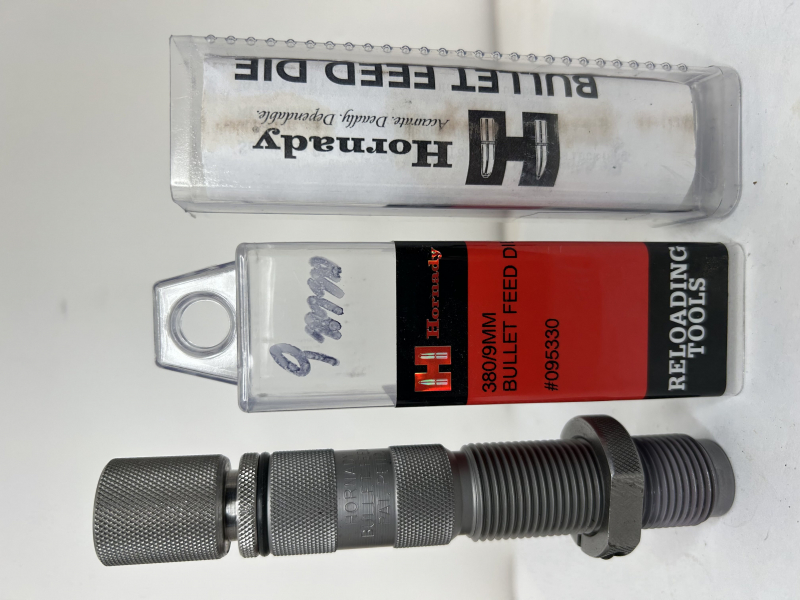 BULLET FEED DIE
Accurate. Deadly. Dependable.
Hornady
9mm
Hornady
380/9MM
BULLET FEED DI
#095330
RELOADING
TOOLS